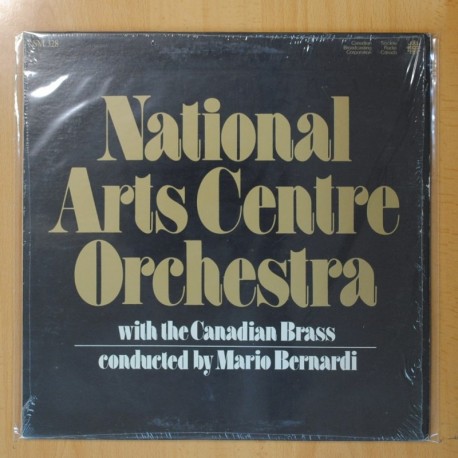 National
Arts Centre
Orchestra
with the Canadian Brass
conducted by Mario Bernardi